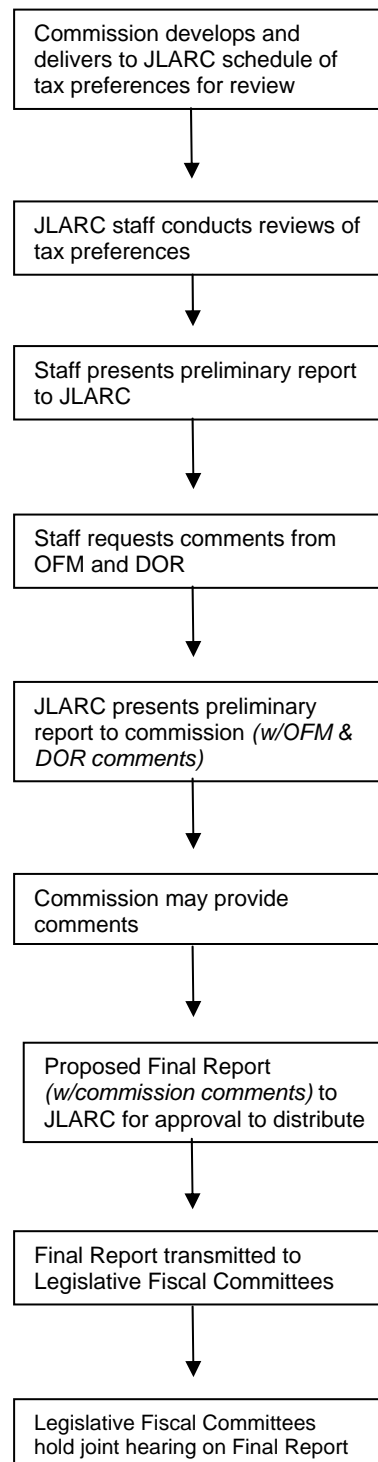 Commission develops and
delivers to JLARC schedule of
tax preferences for review
JLARC staff conducts reviews of
tax preferences
Staff presents preliminary report
to JLARC
Staff requests comments from
OFM and DOR
JLARC presents preliminary
report to commission (w/OFM &
DOR comments)
Commission may provide
comments
Proposed Final Report
(w/commission comments) to
JLARC for approval to distribute
Final Report transmitted to
Legislative Fiscal Committees
Legislative Fiscal Committees
hold joint hearing on Final Report